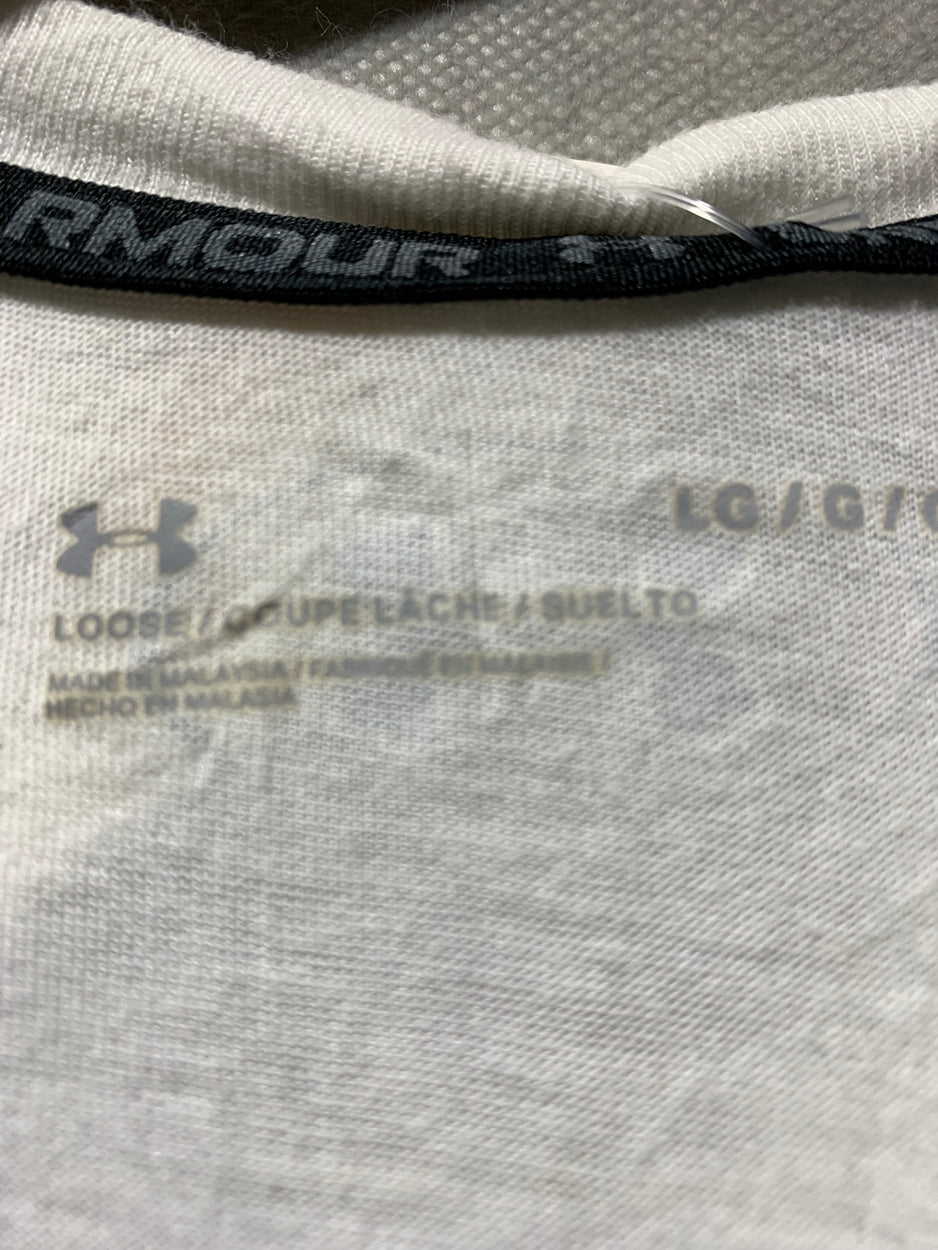 RMOUR
LG / G / G
LOOSE / COUPE LÂCHE / SUELTO
MADE IN MALAYSIA / FABRIQUÉ EN MALAISIE /
HECHO EN MALASIA